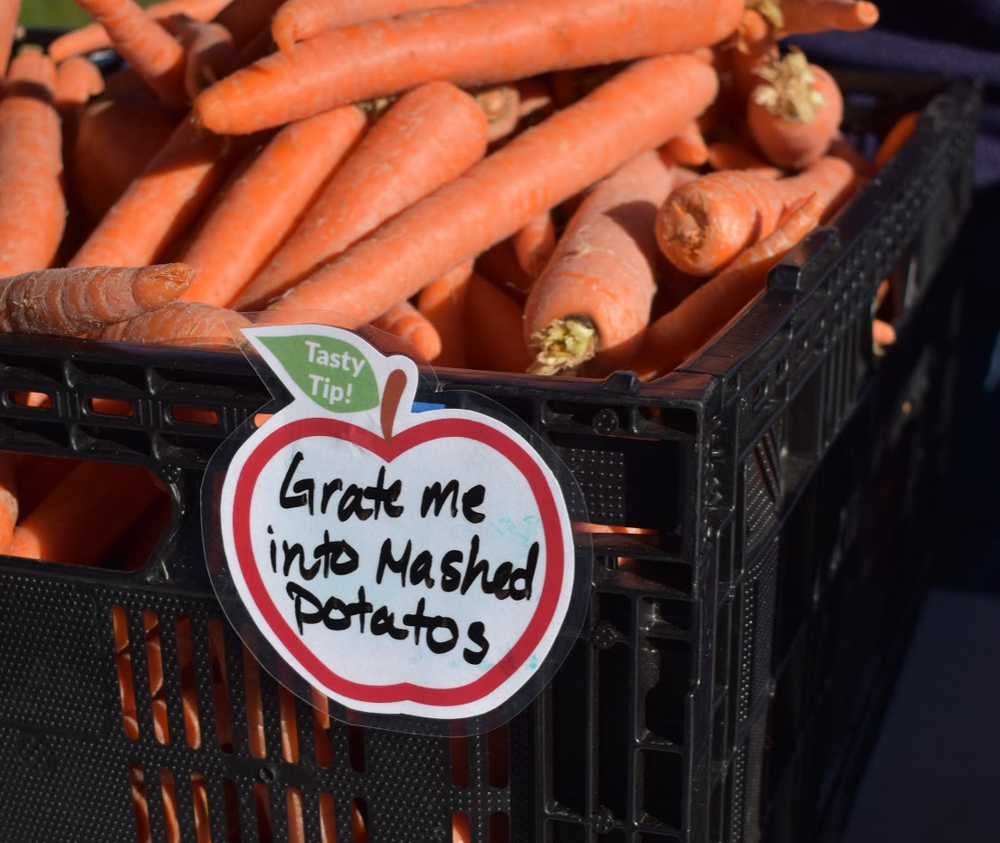 Tasty
Tip!
Grate me
into Mashed
Potatos